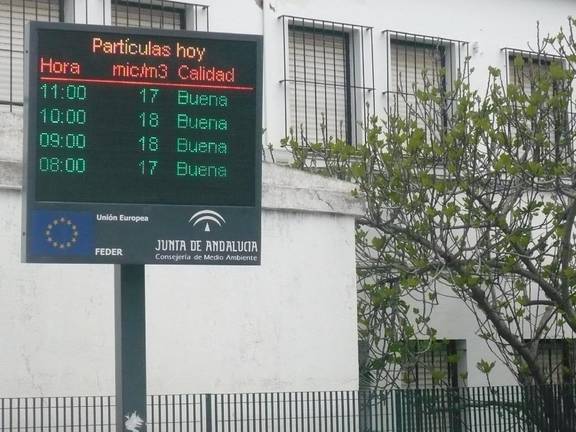 Partículas hoy
Hora mic/m3 Calidad
11:00 17 Buena
10:00 18 Buena
09:00 18 Buena
08:00 17 Buena
Unión Europea
FEDER
JUNTA DE ANDALUCIA
Consejería de Medio Ambiente